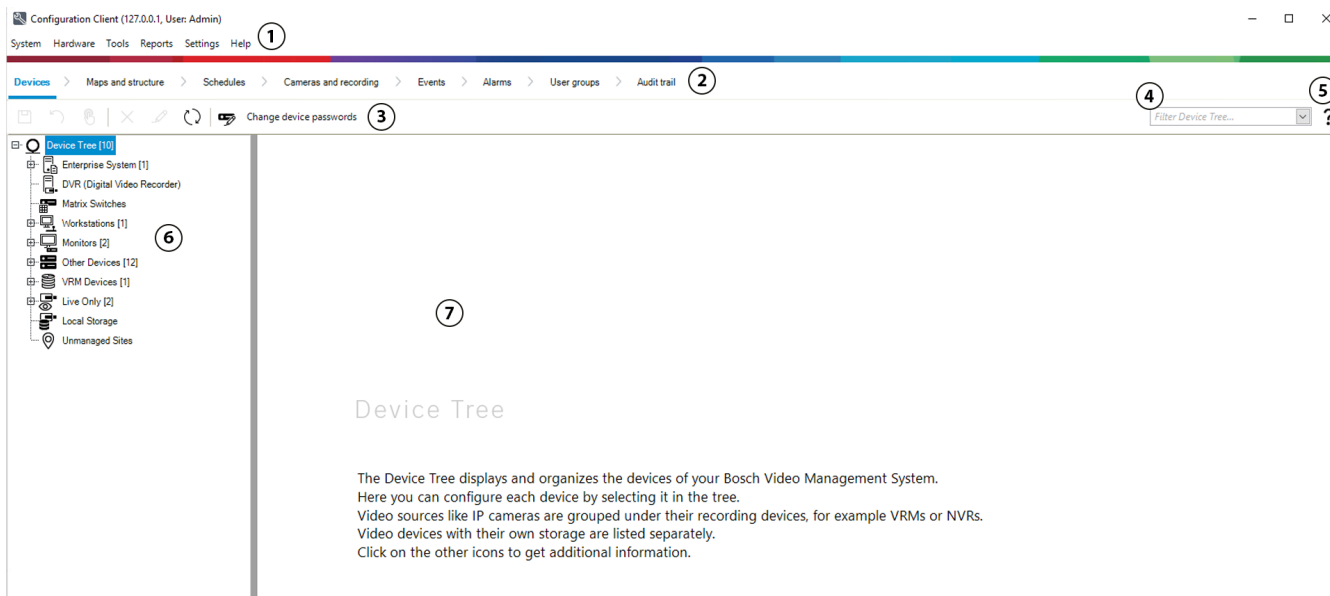 Configuration Client (127.0.0.1, User: Admin)
System Hardware Tools Reports Settings Help 1
Devices > Maps and structure > Schedules > Cameras and recording > Events > Alarms > User groups > Audit trail 2
4 5
Change device passwords 3 Filter Device Tree... ?
Device Tree [10]
Enterprise System [1]
DVR (Digital Video Recorder)
Matrix Switches
Workstations [1]
6
Monitors [2]
Other Devices [12]
VRM Devices [1]
Live Only [2]
7
Local Storage
Unmanaged Sites
Device Tree
The Device Tree displays and organizes the devices of your Bosch Video Management System.
Here you can configure each device by selecting it in the tree.
Video sources like IP cameras are grouped under their recording devices, for example VRMs or NVRs.
Video devices with their own storage are listed separately.
Click on the other icons to get additional information.